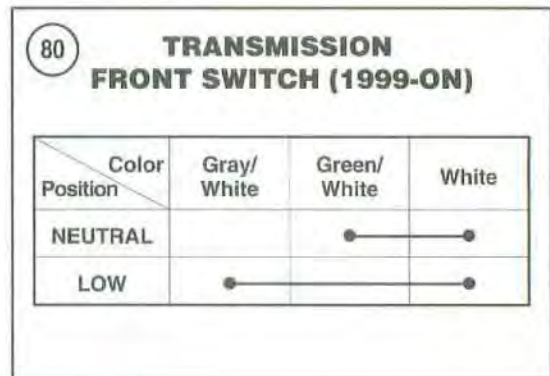 80
TRANSMISSION
FRONT SWITCH (1999-ON)
Color
Position
Gray/
White
Green/
White
White
NEUTRAL
LOW